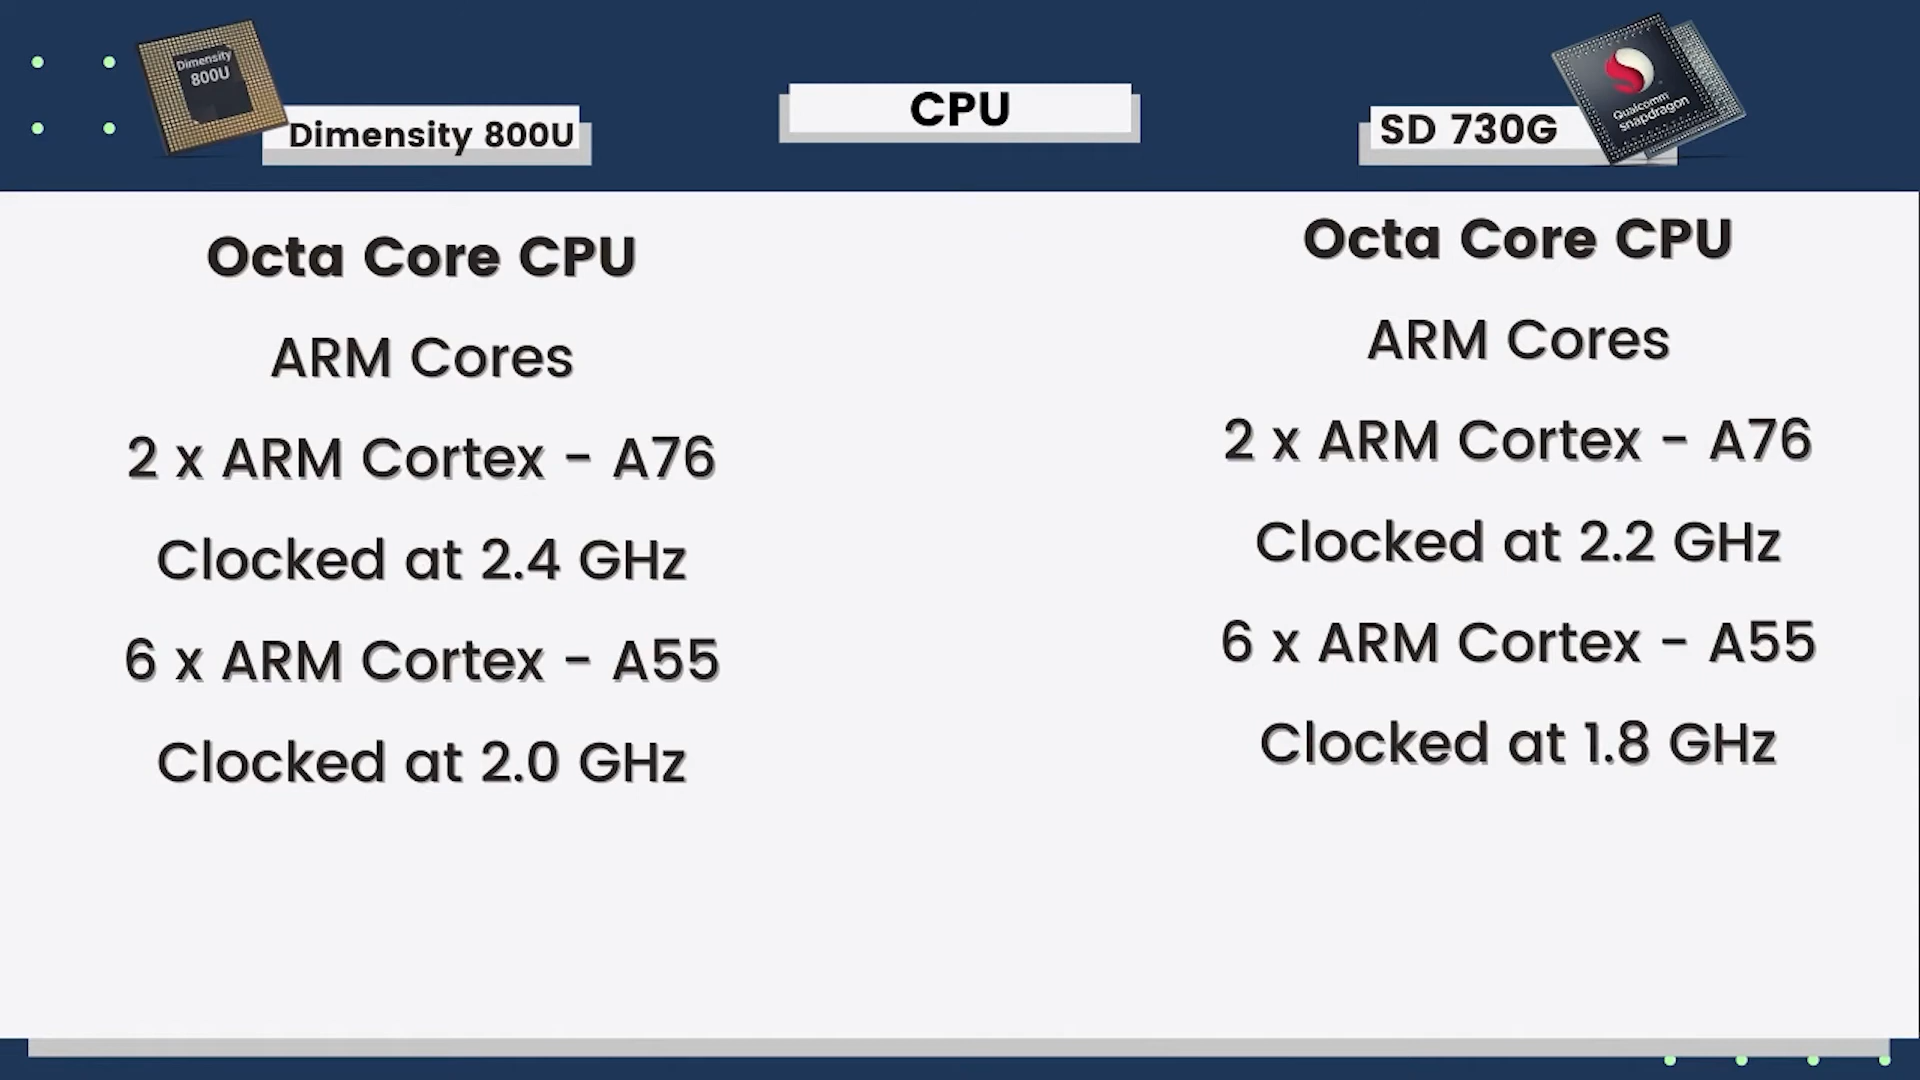 Dimensity
800U
Dimensity 800U
CPU
SD 730G
Qualcomm
snapdragon
Octa Core CPU
ARM Cores
2 x ARM Cortex - A76
Clocked at 2.4 GHz
6 x ARM Cortex - A55
Clocked at 2.0 GHz
Octa Core CPU
ARM Cores
2 x ARM Cortex - A76
Clocked at 2.2 GHz
6 x ARM Cortex - A55
Clocked at 1.8 GHz